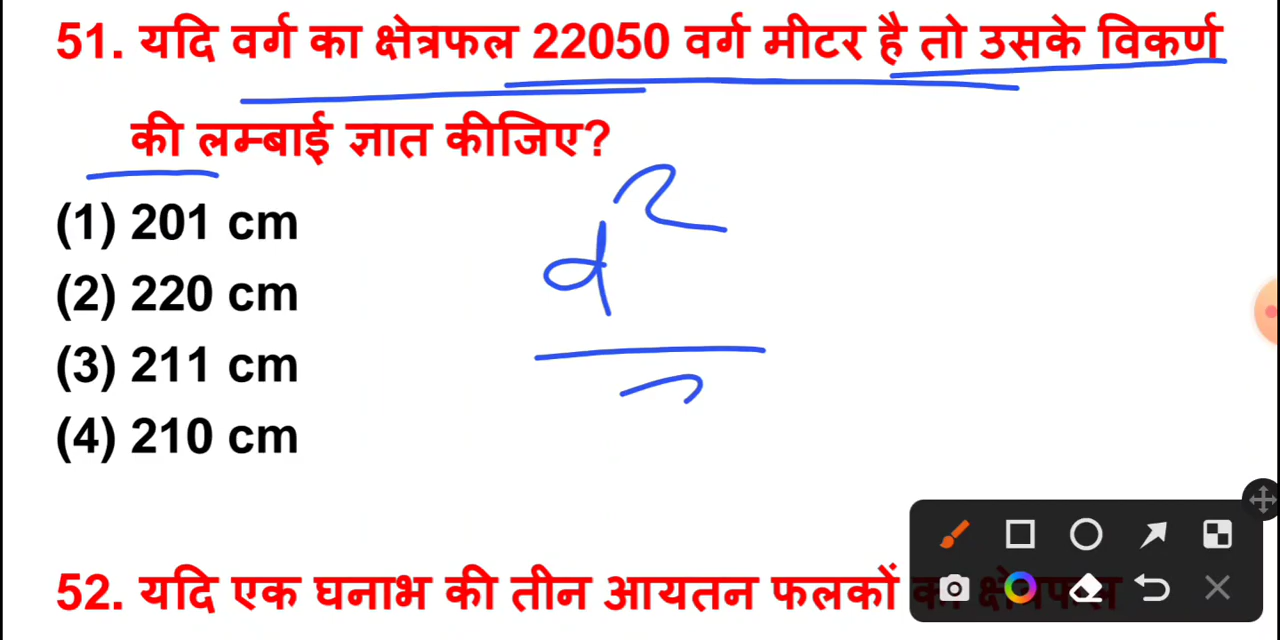 51. यदि वर्ग का क्षेत्रफल 22050 वर्ग मीटर है तो उसके विकर्ण
की लम्बाई ज्ञात कीजिए?
(1) 201 cm
(2) 220 cm
(3) 211 cm
(4) 210 cm
d²
52. यदि एक घनाभ की तीन आयतन फलकों का क्षेत्रफल